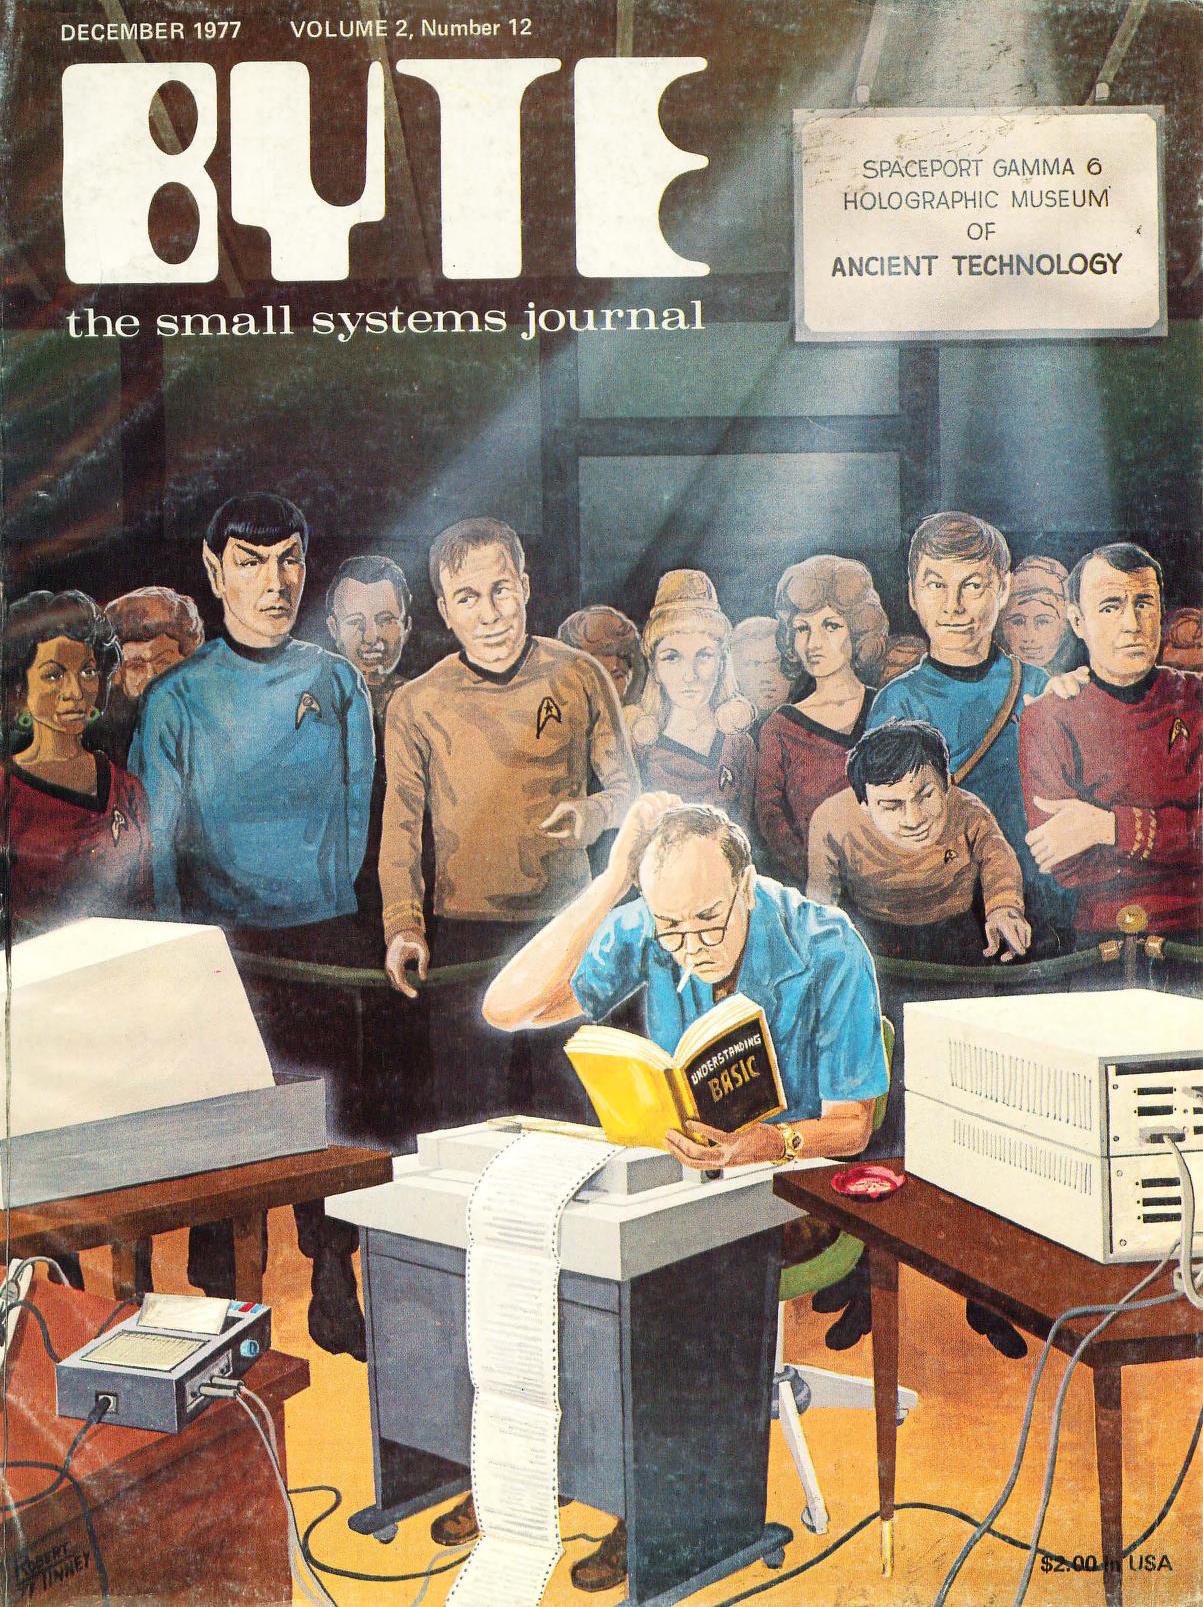 DECEMBER 1977 VOLUME 2, Number 12
BYTE
the small systems journal
SPACEPORT GAMMA 6
HOLOGRAPHIC MUSEUM
OF
ANCIENT TECHNOLOGY
UNDERSTANDING
BASIC
ROBERT
TINNEY
$2.00 in USA